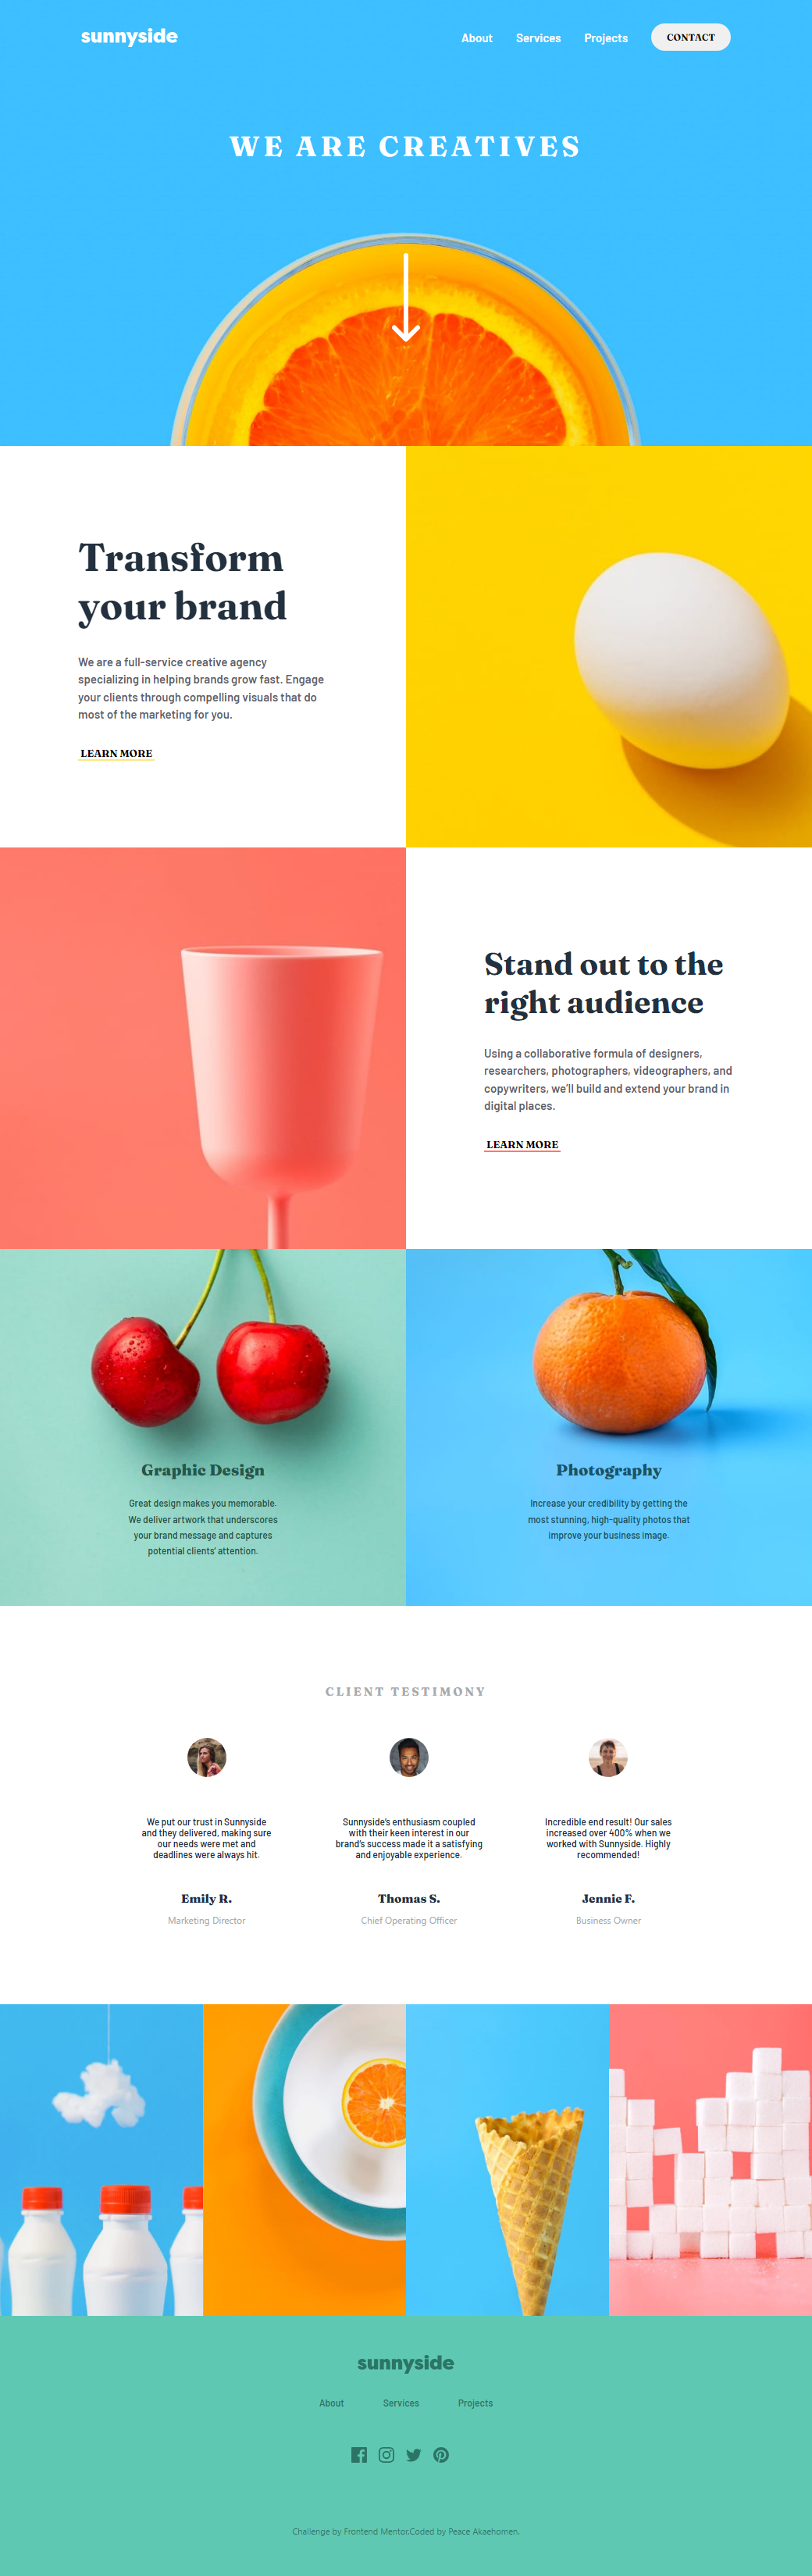 sunnyside
About Services Projects CONTACT
WE ARE CREATIVES
Transform
your brand
We are a full-service creative agency
specializing in helping brands grow fast. Engage
your clients through compelling visuals that do
most of the marketing for you.
LEARN MORE
Stand out to the
right audience
Using a collaborative formula of designers,
researchers, photographers, videographers, and
copywriters, we'll build and extend your brand in
digital places.
LEARN MORE
Graphic Design
Great design makes you memorable.
We deliver artwork that underscores
your brand message and captures
potential clients' attention.
Photography
Increase your credibility by getting the
most stunning, high-quality photos that
improve your business image.
CLIENT TESTIMONY
We put our trust in Sunnyside
and they delivered, making sure
our needs were met and
deadlines were always hit.
Emily R.
Marketing Director
Sunnyside's enthusiasm coupled
with their keen interest in our
brand's success made it a satisfying
and enjoyable experience.
Thomas S.
Chief Operating Officer
Incredible end result! Our sales
increased over 400% when we
worked with Sunnyside. Highly
recommended!
Jennie F.
Business Owner
sunnyside
About Services Projects
Challenge by Frontend Mentor.Coded by Peace Akaehomen.